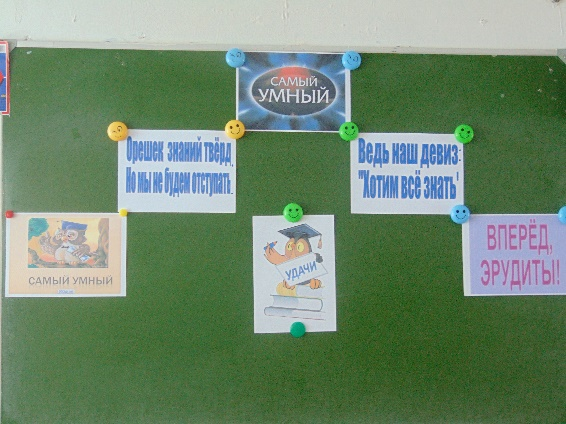 САМЫЙ
УМНЫЙ
Орешек знаний твёрд,
Но мы не будем отступать.
Ведь наш девиз:
"Хотим всё знать"
САМЫЙ УМНЫЙ
УДАЧИ
ВПЕРЁД,
ЭРУДИТЫ!